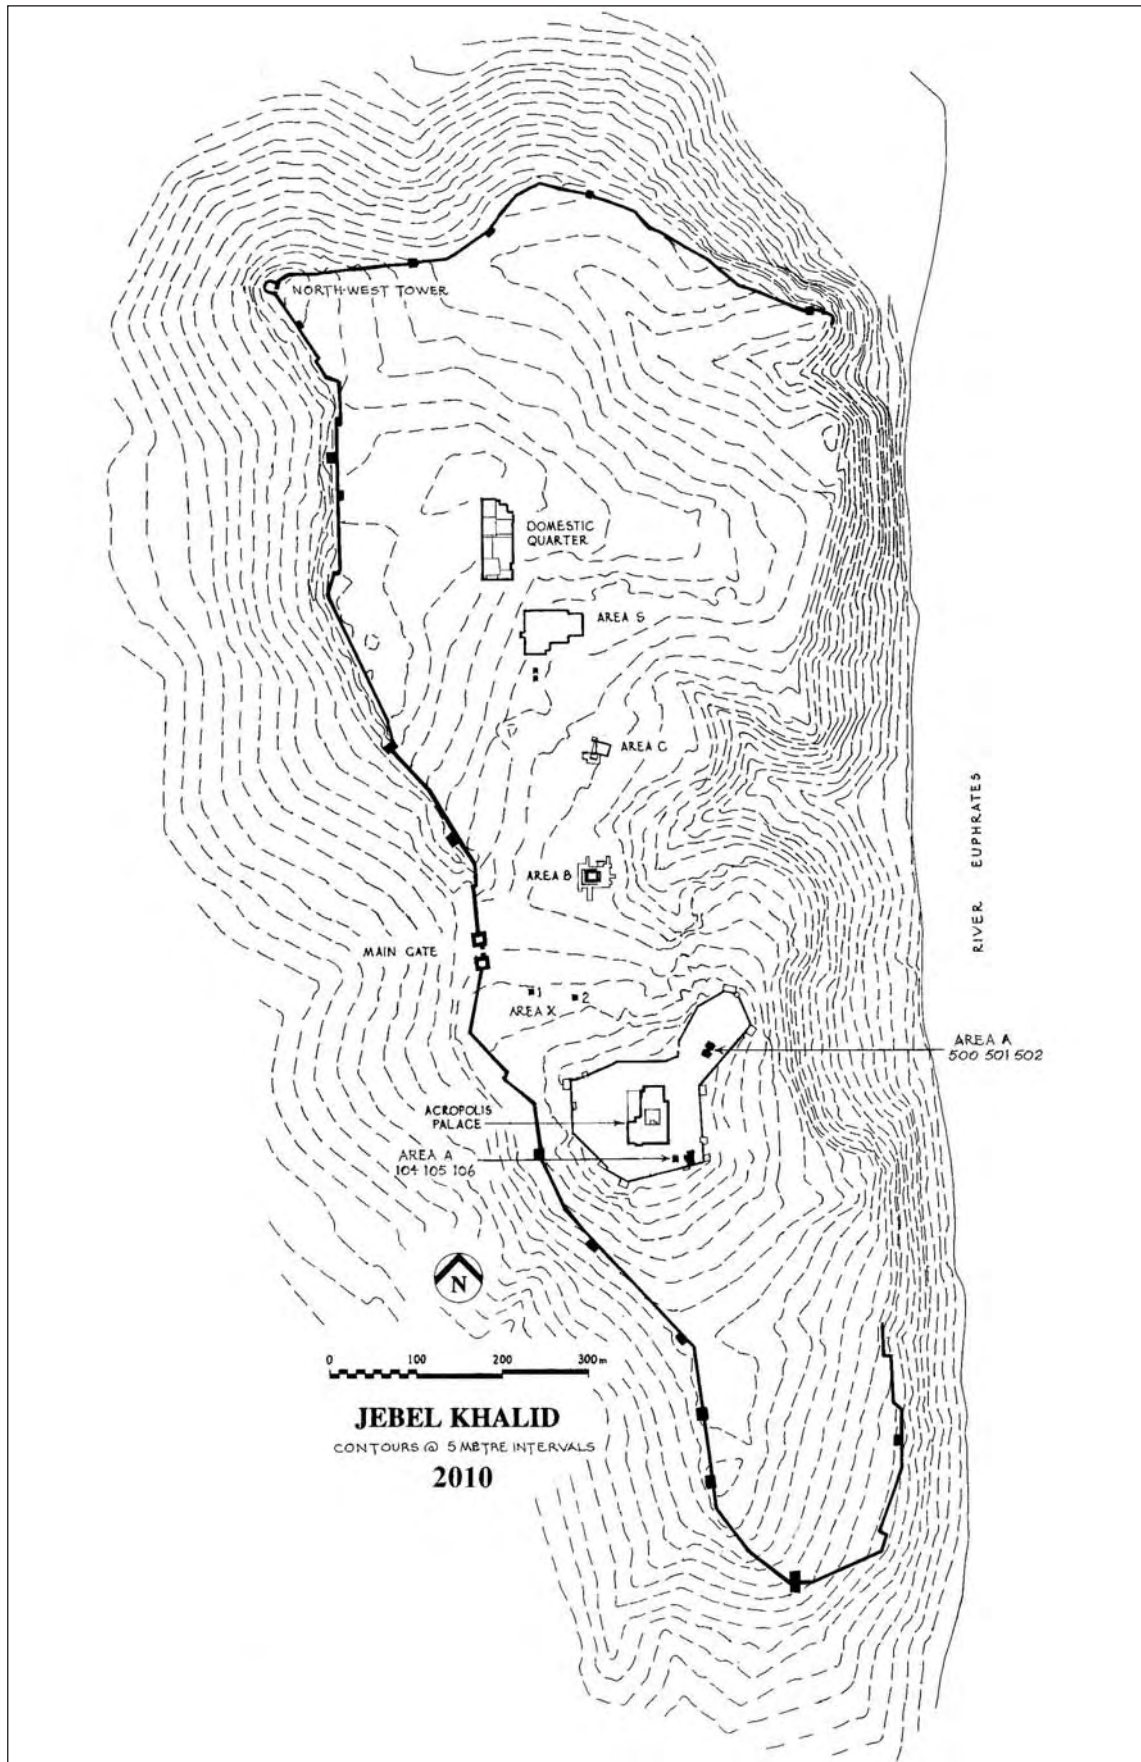 NORTH-WEST TOWER
DOMESTIC
QUARTER
AREA S
AREA C
RIVER EUPHRATES
AREA B
MAIN GATE
1
2
AREA X
AREA A
500 501 502
ACROPOLIS
PALACE
AREA A
104 105 106
N
0 100 200 300m
JEBEL KHALID
CONTOURS @ 5 METRE INTERVALS
2010